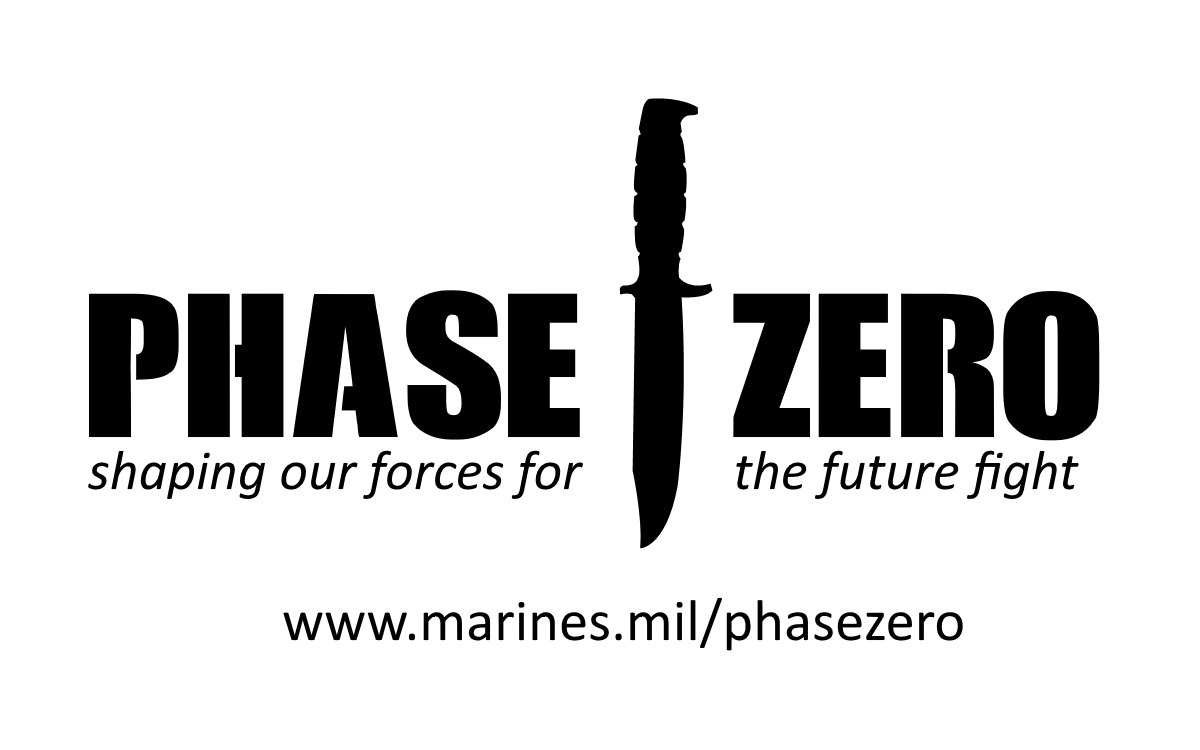 PHASE ZERO
shaping our forces for the future fight
www.marines.mil/phasezero